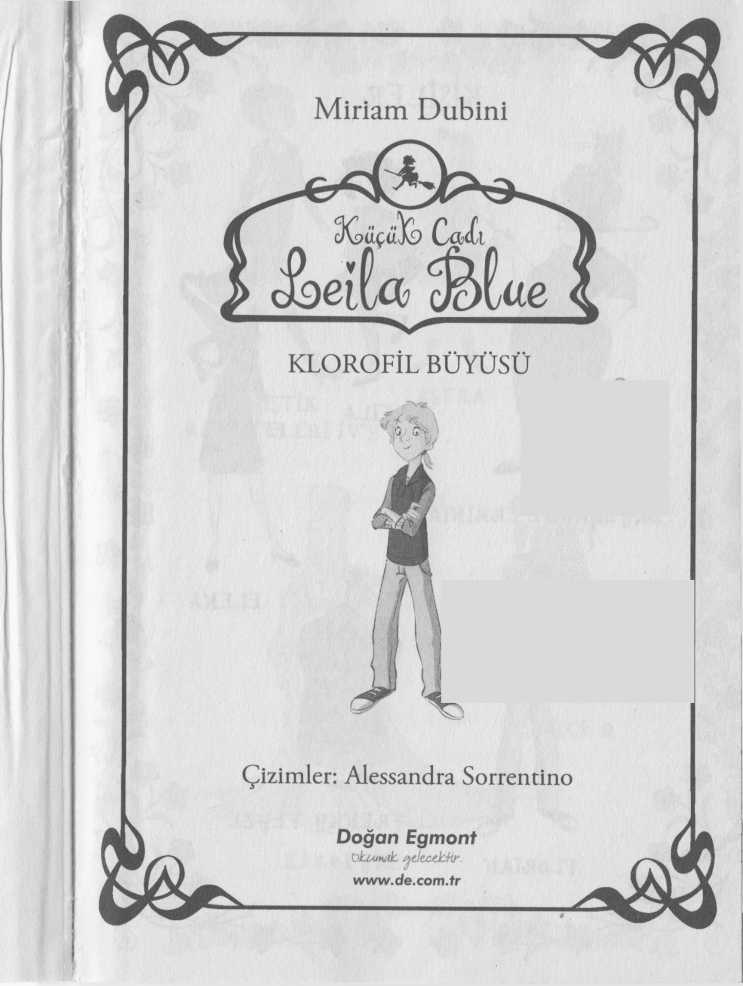 Miriam Dubini
Küçük Cadı
Leila Blue
KLOROFİL BÜYÜSÜ
Çizimler: Alessandra Sorrentino
Doğan Egmont
Okumak gelecektir.
www.de.com.tr